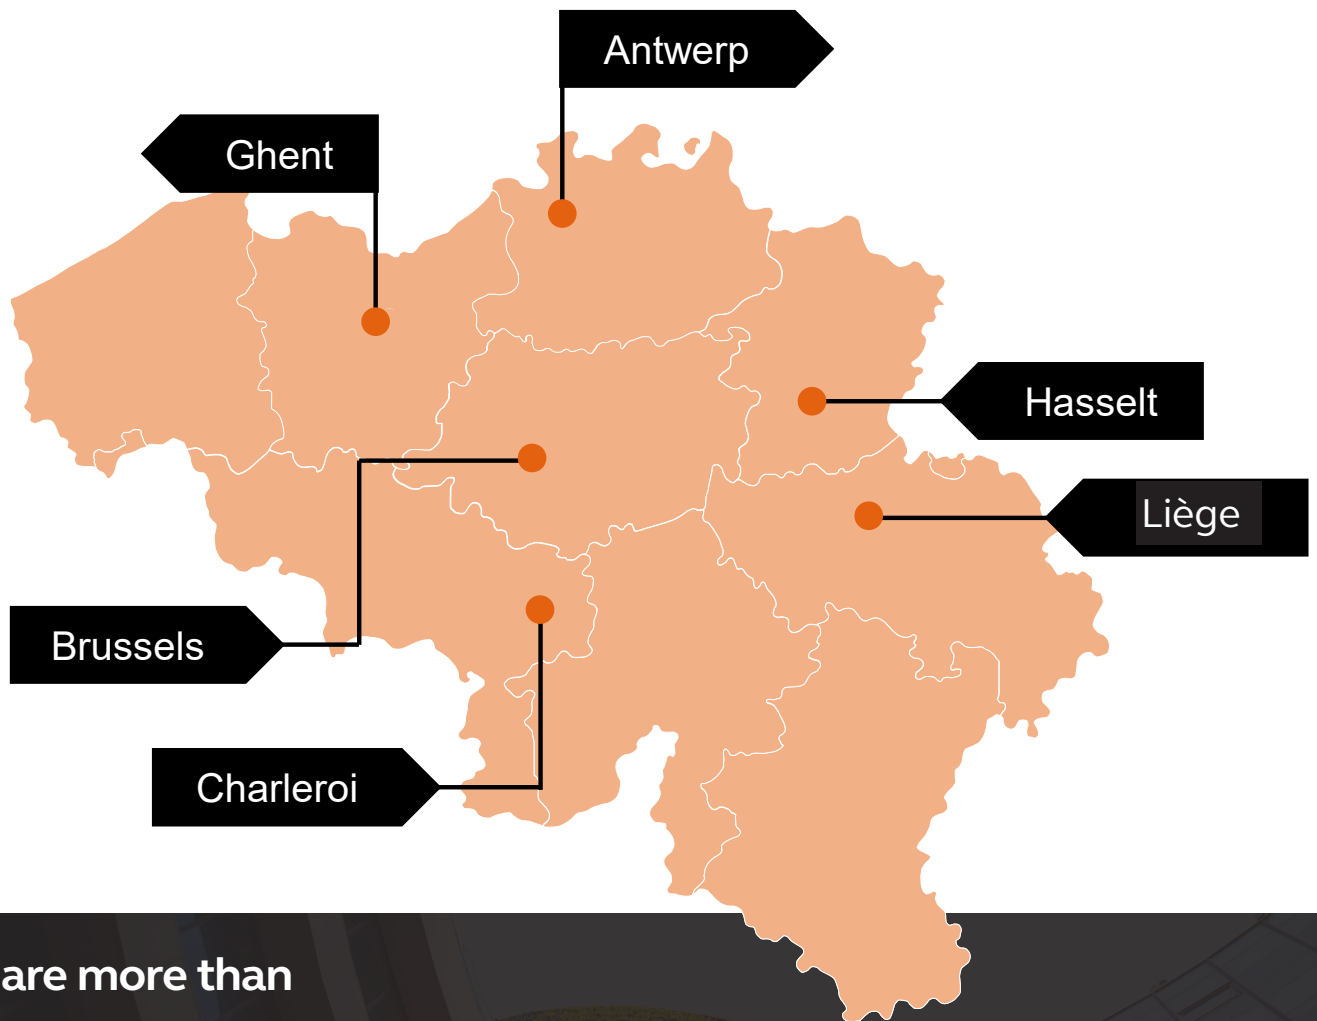 Antwerp
Ghent
Hasselt
Liège
Brussels
Charleroi
are more than